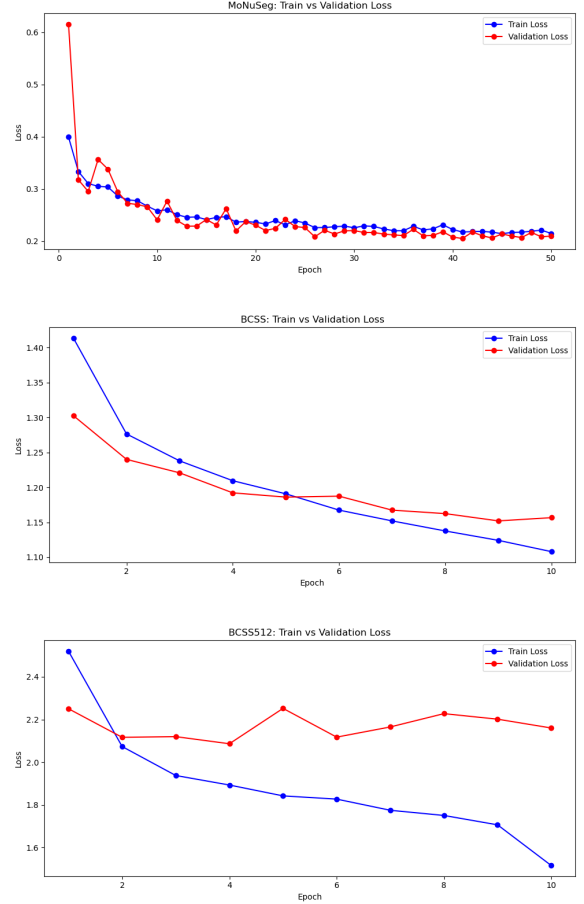 MoNuSeg: Train vs Validation Loss
Train Loss
Validation Loss
0.6
0.5
0.4
0.3
0.2
Loss
0
10
20
30
40
50
Epoch
BCSS: Train vs Validation Loss
Train Loss
Validation Loss
1.40
1.35
1.30
1.25
1.20
1.15
1.10
Loss
2
4
6
8
10
Epoch
BCSS512: Train vs Validation Loss
Train Loss
Validation Loss
2.4
2.2
2.0
1.8
1.6
Loss
2
4
6
8
10
Epoch